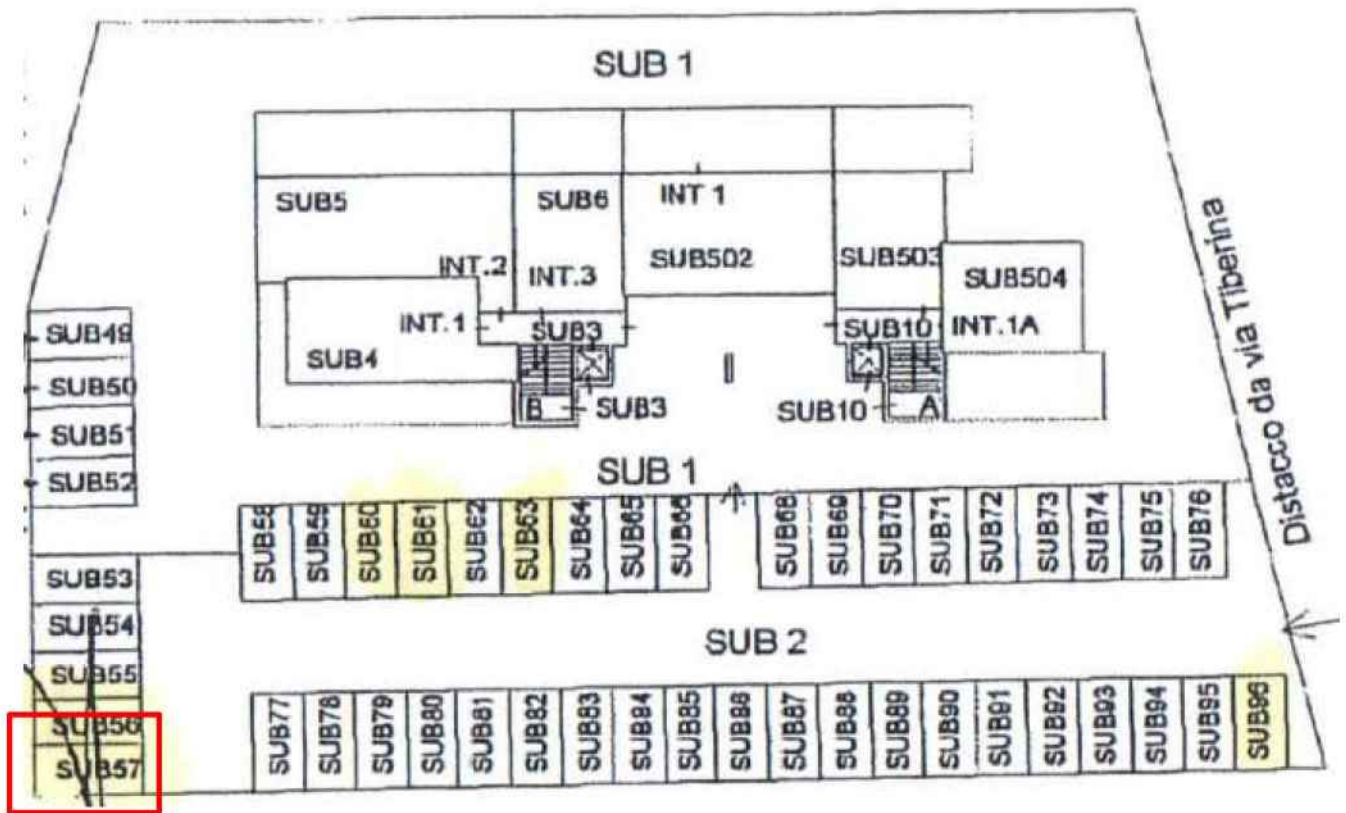 SUB 1
SUB5
SUB6
INT 1
SUB502
SUB503
SUB504
INT.2
INT.3
INT.1
SUB3
SUB10
INT.1A
SUB4
B
SUB3
SUB10
A
Distacco da via Tiberina
SUB49
SUB50
SUB51
SUB52
SUB 1
SUB58
SUB59
SUB60
SUB61
SUB62
SUB63
SUB64
SUB65
SUB66
SUB68
SUB69
SUB70
SUB71
SUB72
SUB73
SUB74
SUB75
SUB76
SUB53
SUB54
SUB55
SUB56
SUB57
SUB 2
SUB77
SUB78
SUB79
SUB80
SUB81
SUB82
SUB83
SUB84
SUB85
SUB86
SUB87
SUB88
SUB89
SUB90
SUB91
SUB92
SUB93
SUB94
SUB95
SUB96